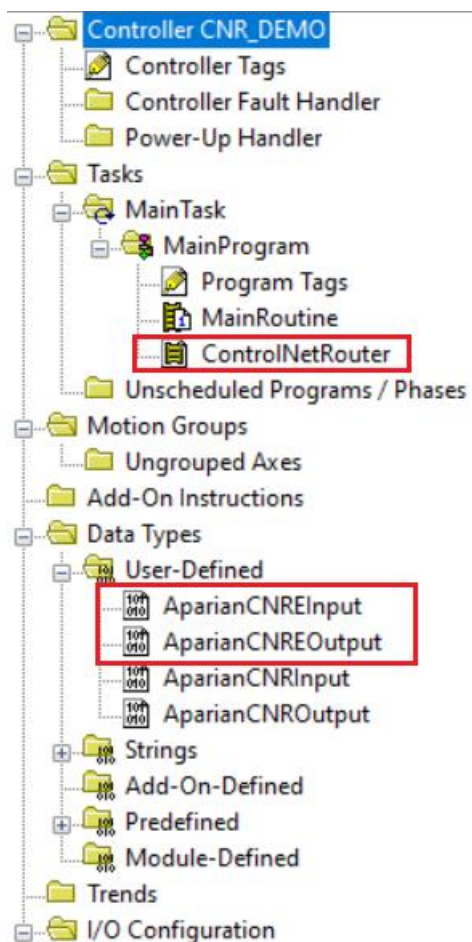 Controller CNR_DEMO
Controller Tags
Controller Fault Handler
Power-Up Handler
Tasks
MainTask
MainProgram
Program Tags
MainRoutine
ControlNetRouter
Unscheduled Programs / Phases
Motion Groups
Ungrouped Axes
Add-On Instructions
Data Types
User-Defined
AparianCNREInput
AparianCNREOutput
AparianCNRInput
AparianCNROutput
Strings
Add-On-Defined
Predefined
Module-Defined
Trends
I/O Configuration